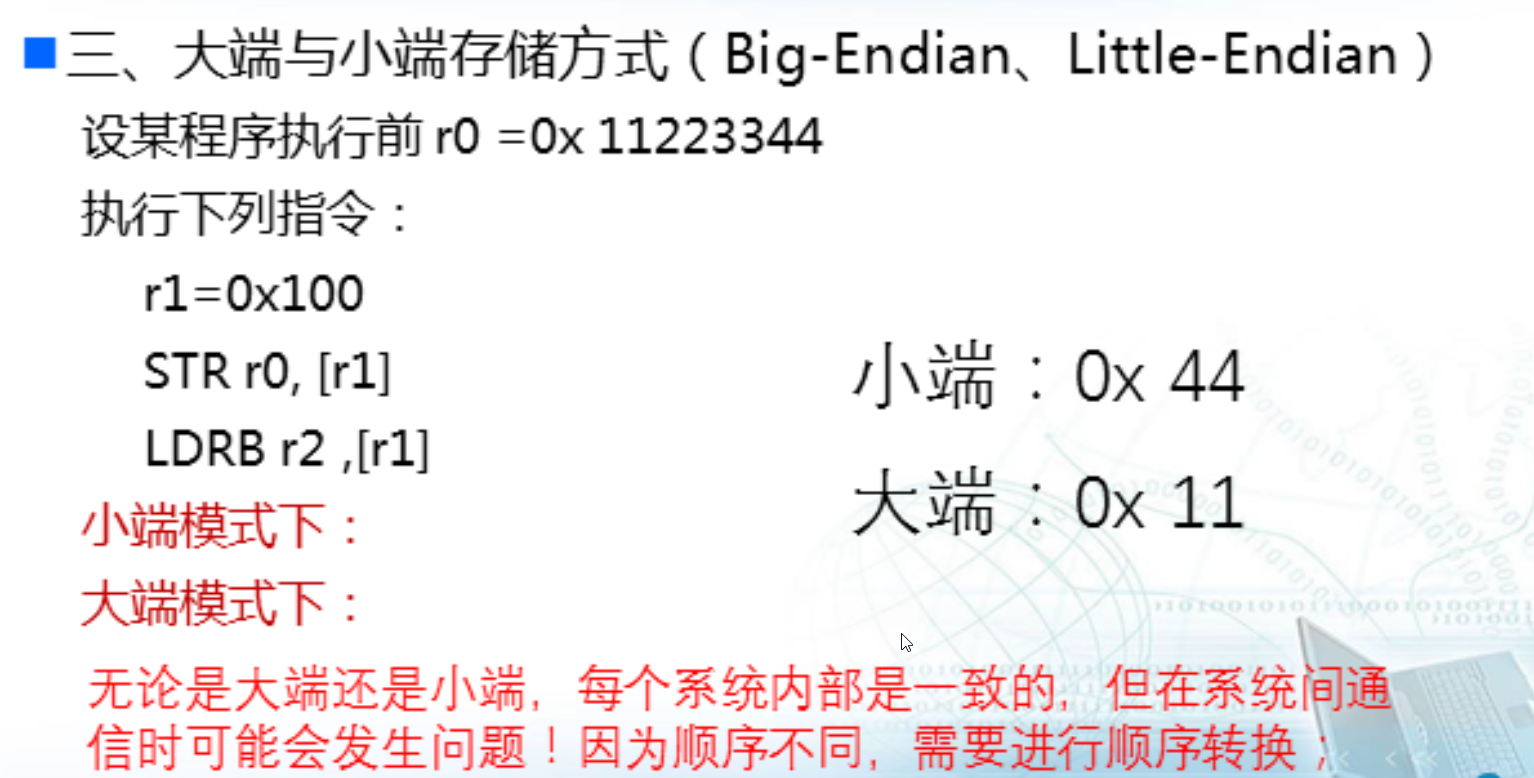 三、大端与小端存储方式（Big-Endian、Little-Endian）
设某程序执行前 r0 =0x 11223344
执行下列指令：
r1=0x100
STR r0, [r1]
LDRB r2 ,[r1]
小端：0x 44
大端：0x 11
小端模式下：
大端模式下：
无论是大端还是小端，每个系统内部是一致的，但在系统间通
信时可能会发生问题！因为顺序不同，需要进行顺序转换；